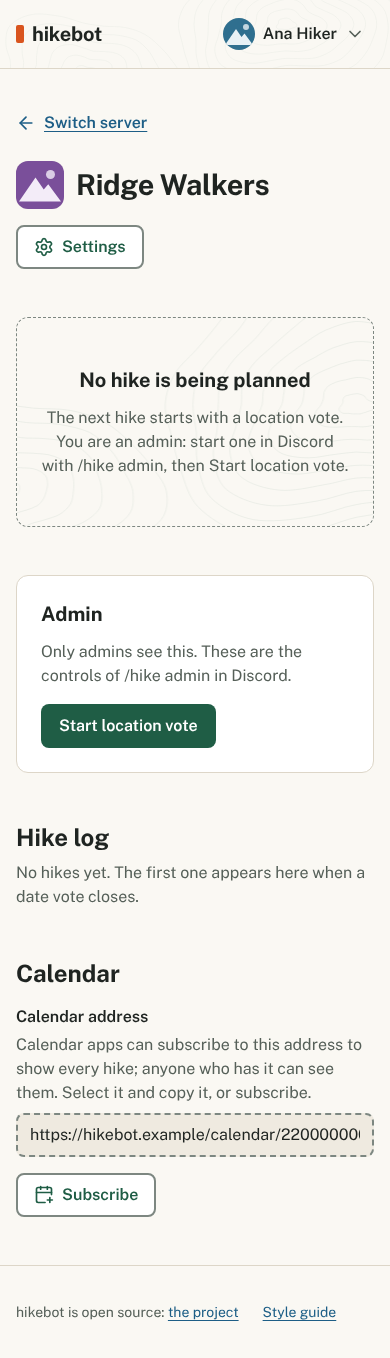 hikebot
Ana Hiker
Switch server
Ridge Walkers
Settings
No hike is being planned
The next hike starts with a location vote.
You are an admin: start one in Discord
with /hike admin, then Start location vote.
Admin
Only admins see this. These are the
controls of /hike admin in Discord.
Start location vote
Hike log
No hikes yet. The first one appears here when a
date vote closes.
Calendar
Calendar address
Calendar apps can subscribe to this address to
show every hike; anyone who has it can see
them. Select it and copy it, or subscribe.
https://hikebot.example/calendar/220000000
Subscribe
hikebot is open source: the project
Style guide